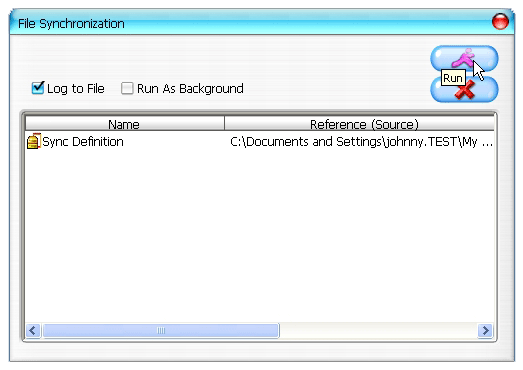 File Synchronization
Log to File
Run As Background
Run
Name Reference (Source)
Sync Definition C:\Documents and Settings\johnny.TEST\My ...